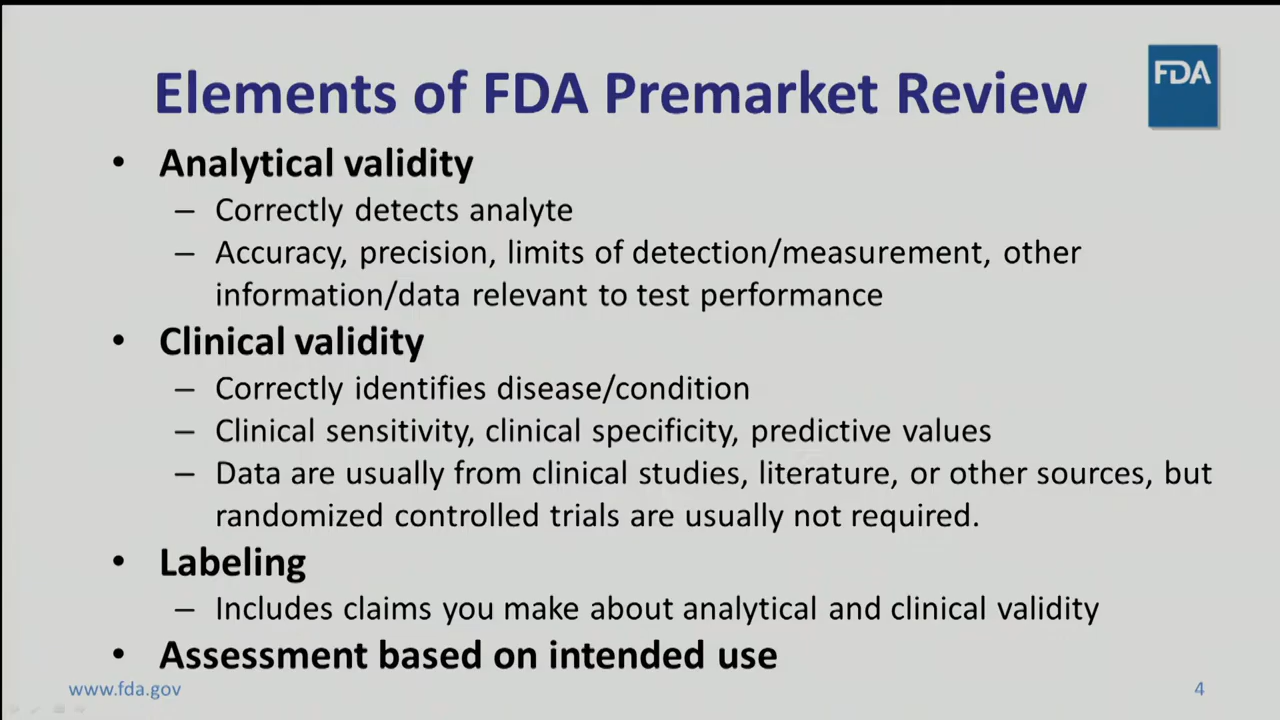 Elements of FDA Premarket Review
FDA
• Analytical validity
– Correctly detects analyte
– Accuracy, precision, limits of detection/measurement, other
information/data relevant to test performance
• Clinical validity
– Correctly identifies disease/condition
– Clinical sensitivity, clinical specificity, predictive values
– Data are usually from clinical studies, literature, or other sources, but
randomized controlled trials are usually not required.
• Labeling
– Includes claims you make about analytical and clinical validity
• Assessment based on intended use
www.fda.gov
4